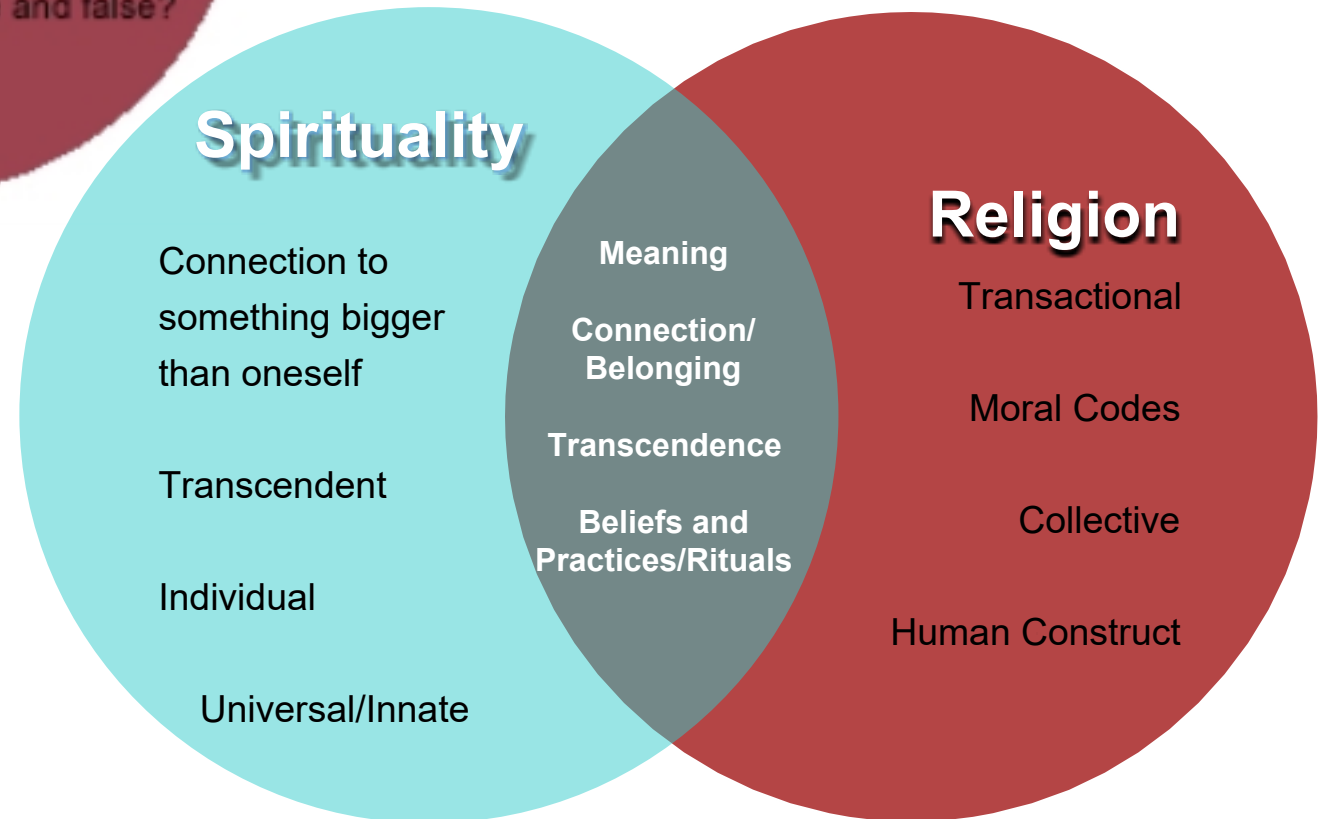 and false?
Spirituality
Connection to
something bigger
than oneself
Transcendent
Individual
Universal/Innate
Meaning
Connection/
Belonging
Transcendence
Beliefs and
Practices/Rituals
Religion
Transactional
Moral Codes
Collective
Human Construct